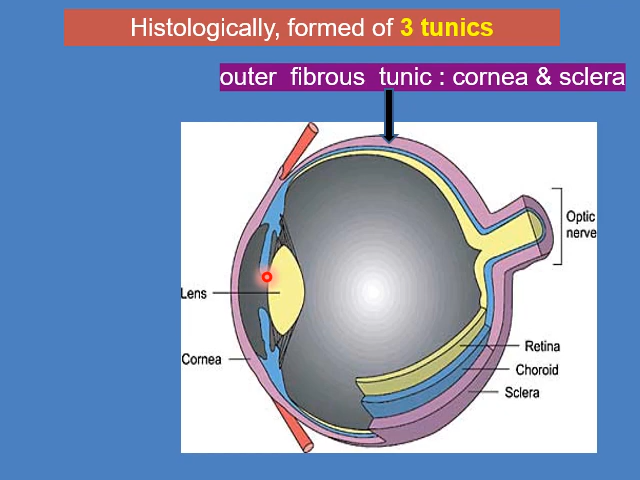 Histologically, formed of 3 tunics
outer fibrous tunic : cornea & sclera
Optic
nerve
Lens
Retina
Cornea
Choroid
Sclera